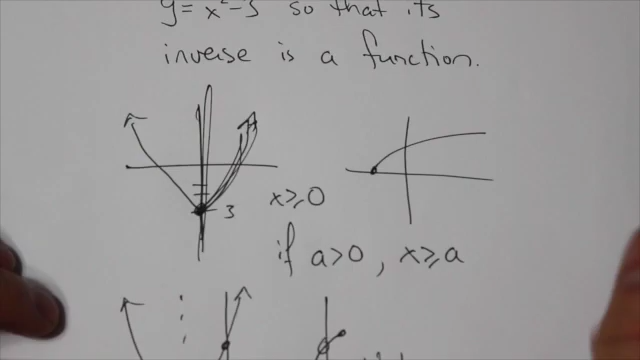 y = x² - 3 so that its
inverse is a function.
3
x ≥ 0
if a > 0, x ≥ a